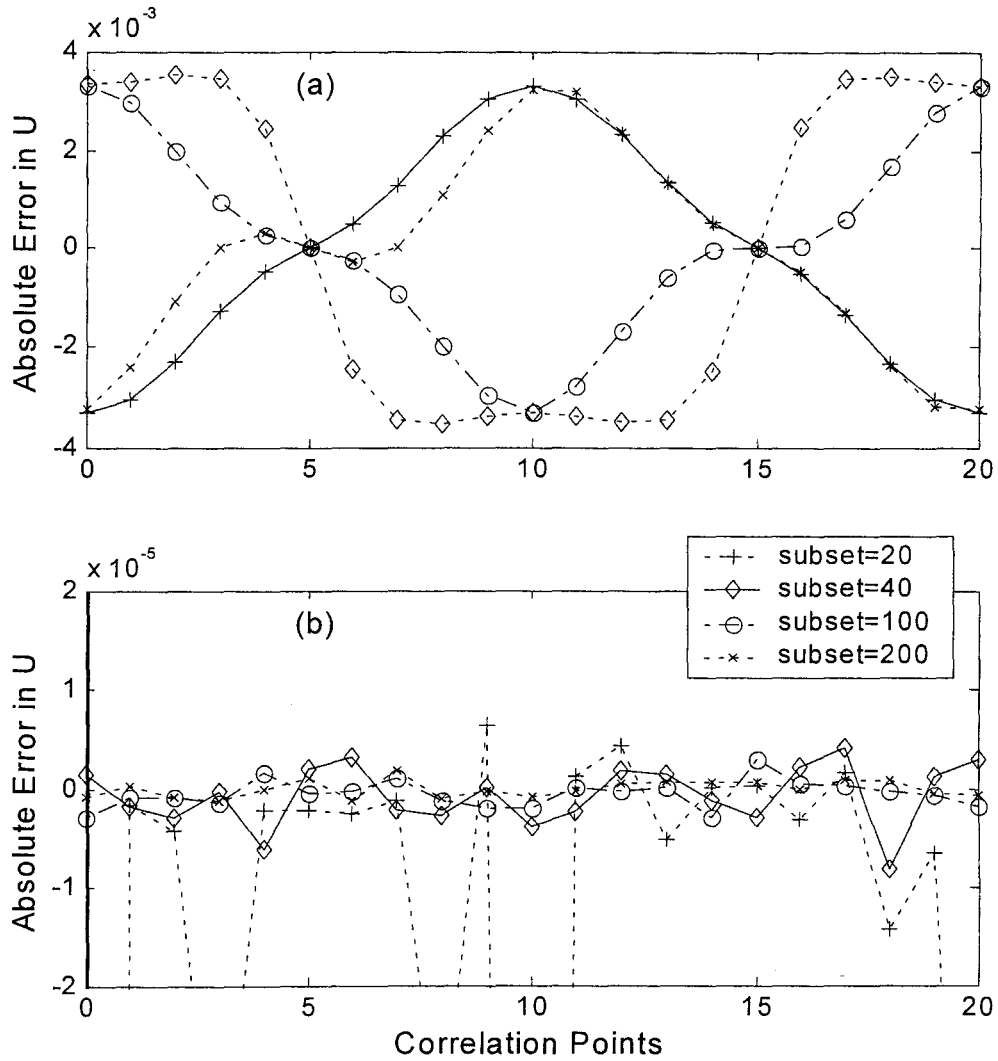 x 10-3
4
2
0
-2
-4
Absolute Error in U
(a)
0 5 10 15 20
x 10-5
2
1
0
-1
-2
Absolute Error in U
(b)
subset=20
subset=40
subset=100
subset=200
0 5 10 15 20
Correlation Points